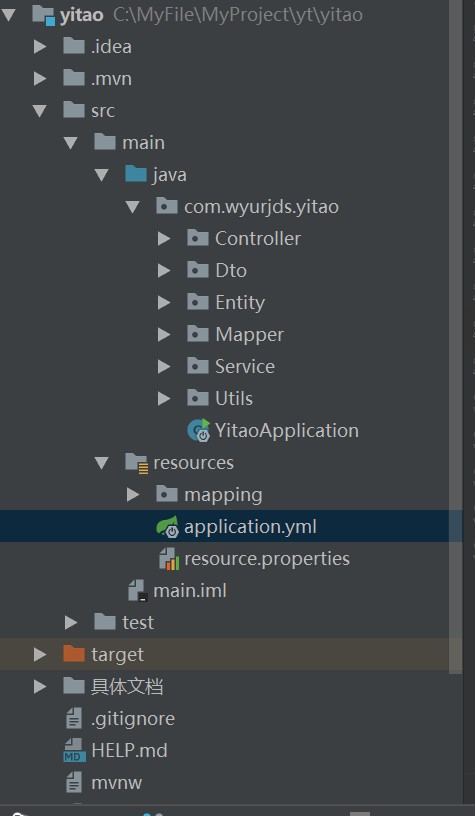 yitao C:\MyFile\MyProject\yt\yitao
.idea
.mvn
src
main
java
com.wyurjds.yitao
Controller
Dto
Entity
Mapper
Service
Utils
YitaoApplication
resources
mapping
application.yml
resource.properties
main.iml
test
target
具体文档
.gitignore
HELP.md
mvnw